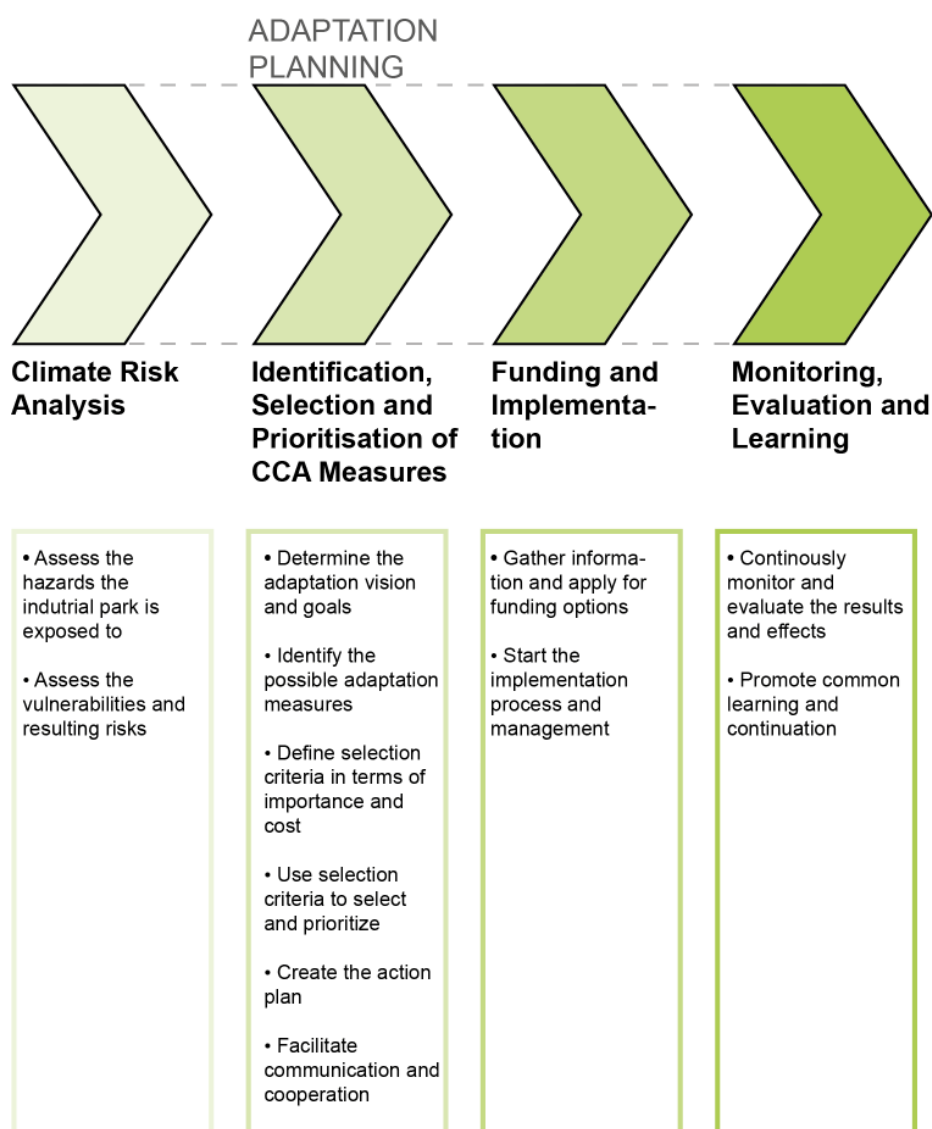 ADAPTATION
PLANNING
Climate Risk
Analysis
Identification,
Selection and
Prioritisation of
CCA Measures
Funding and
Implementa-
tion
Monitoring,
Evaluation and
Learning
• Assess the
hazards the
indutrial park is
exposed to
• Assess the
vulnerabilities and
resulting risks
• Determine the
adaptation vision
and goals
• Identify the
possible adaptation
measures
• Define selection
criteria in terms of
importance and
cost
• Use selection
criteria to select
and prioritize
• Create the action
plan
• Facilitate
communication and
cooperation
• Gather informa-
tion and apply for
funding options
• Start the
implementation
process and
management
• Continously
monitor and
evaluate the results
and effects
• Promote common
learning and
continuation